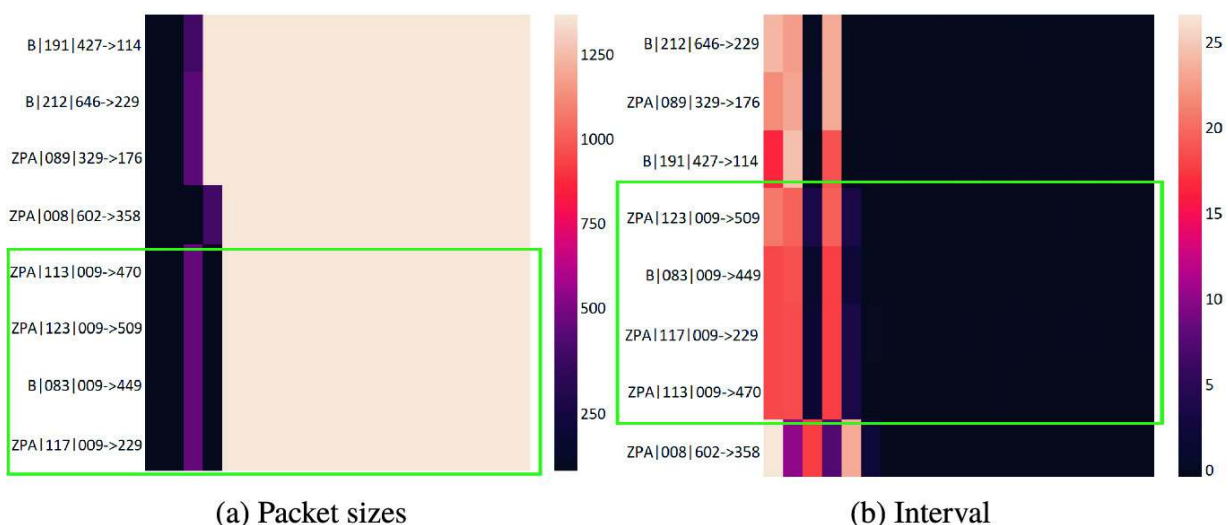 B|191|427->114
B|212|646->229
ZPA|089|329->176
ZPA|008|602->358
ZPA|113|009->470
ZPA|123|009->509
B|083|009->449
ZPA|117|009->229
1250
1000
750
500
250
(a) Packet sizes
B|212|646->229
ZPA|089|329->176
B|191|427->114
ZPA|123|009->509
B|083|009->449
ZPA|117|009->229
ZPA|113|009->470
ZPA|008|602->358
25
20
15
10
5
0
(b) Interval